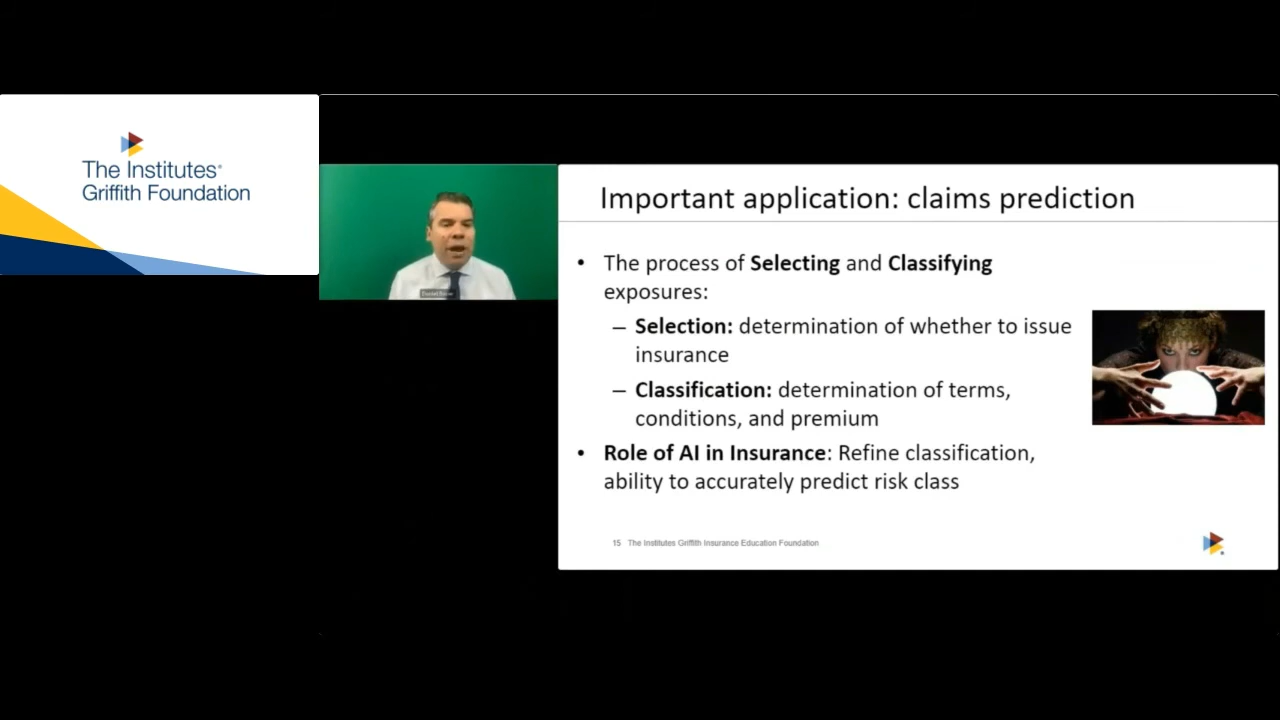 The Institutes®
Griffith Foundation
Important application: claims prediction
• The process of Selecting and Classifying
exposures:
– Selection: determination of whether to issue
insurance
– Classification: determination of terms,
conditions, and premium
• Role of AI in Insurance: Refine classification,
ability to accurately predict risk class
15 The Institutes Griffith Insurance Education Foundation